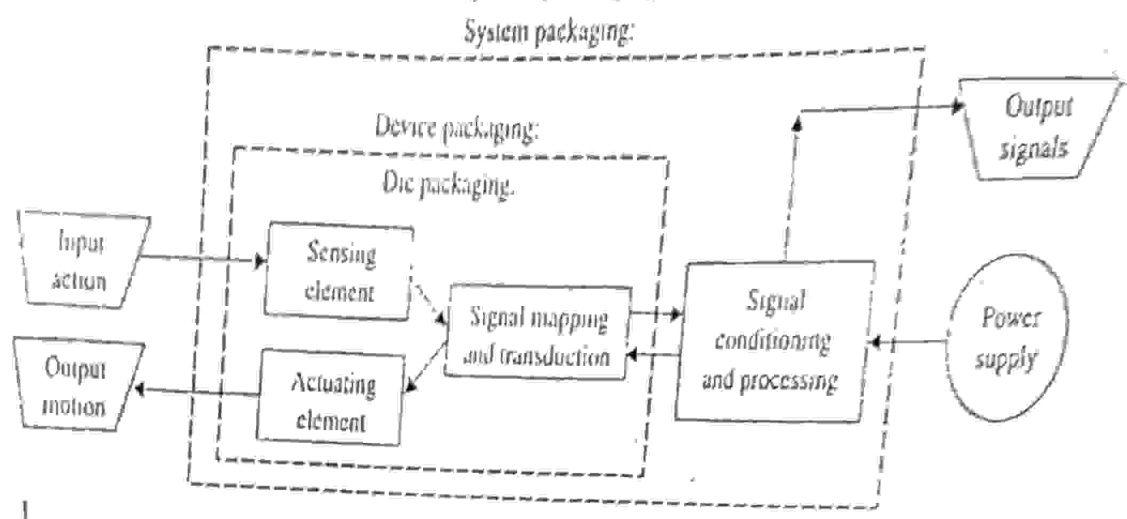 System packaging:
Output
signals
Device packaging:
Die packaging.
Input
action
Sensing
element
Signal mapping
and transduction
Signal
conditioning
and processing
Power
supply
Output
motion
Actuating
element